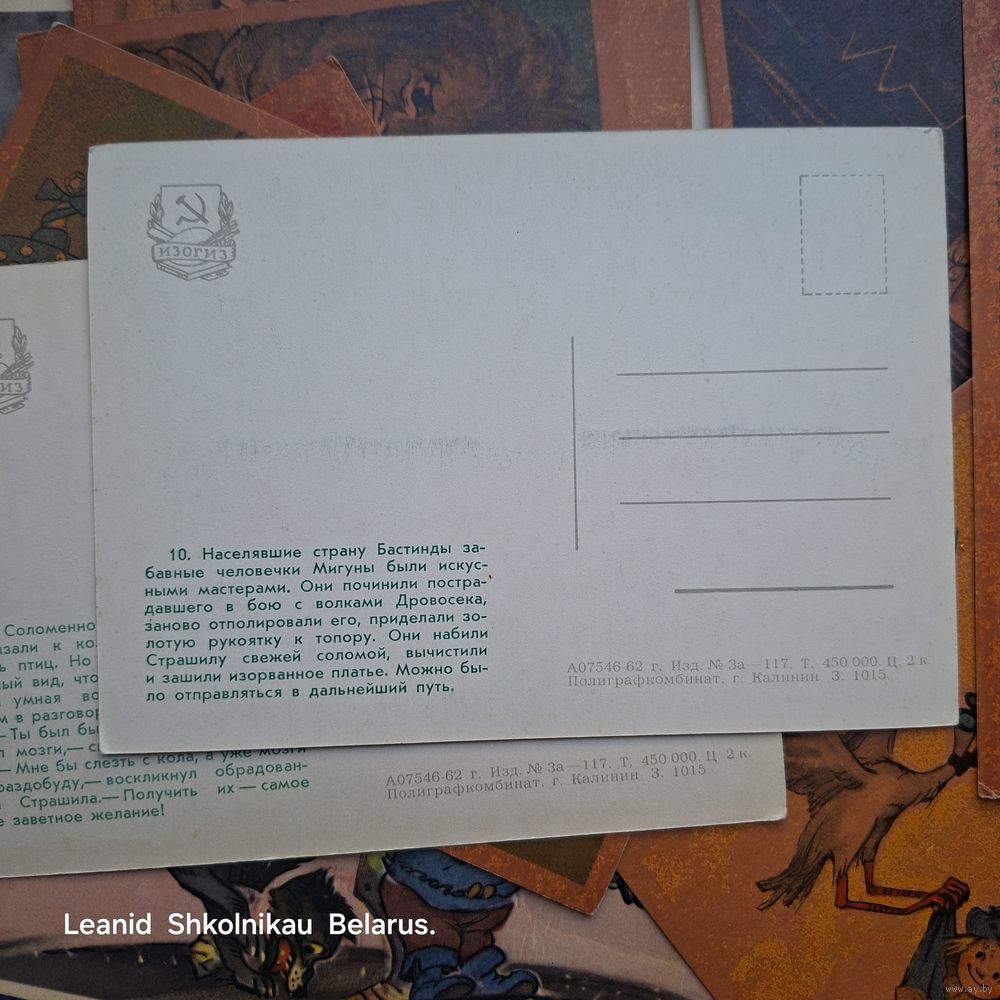 ИЗОГИЗ
10. Населявшие страну Бастинды за-
бавные человечки Мигуны были искус-
ными мастерами. Они починили постра-
давшего в бою с волками Дровосека,
заново отполировали его, приделали зо-
лотую рукоятку к топору. Они набили
Страшилу свежей соломой, вычистили
и зашили изорванное платье. Можно бы-
ло отправляться в дальнейший путь.
А07546-62 г. Изд. № 3а—117. Т. 450 000. Ц. 2 к
Полиграфкомбинат, г. Калинин. З. 1015.
Соломенно
к ко
ь птиц. Но
ый вид, что
умная во
м в разговор
—Ты был бы
мозги,— с
— Мне бы слезть с кола, а уже мозги
раздобуду,— воскликнул обрадован-
Страшила.— Получить их — самое
е заветное желание!
А07546-62 г. Изд. № 3а—117. Т. 450 000. Ц. 2 к.
Полиграфкомбинат, г. Калинин. З. 1015.
Leanid Shkolnikau Belarus.
www.ay.by